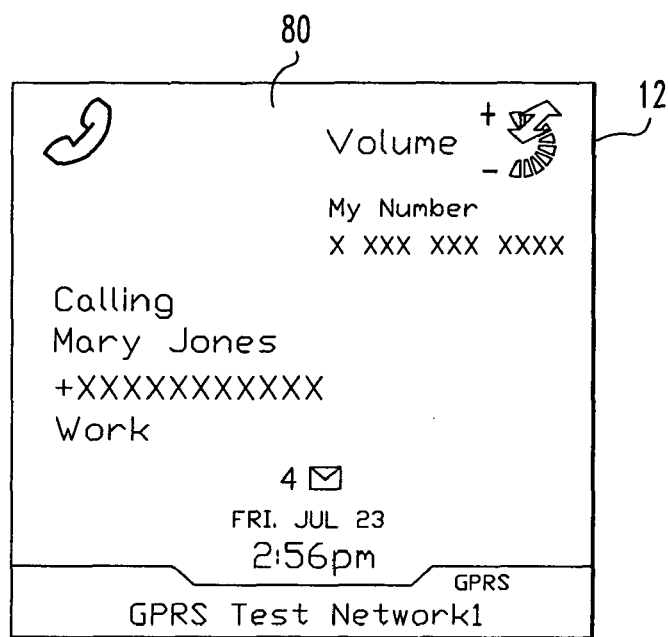 80
12
Volume + -
My Number
X XXX XXX XXXX
Calling
Mary Jones
+XXXXXXXXXXX
Work
4
FRI. JUL 23
2:56pm
GPRS
GPRS Test Network1